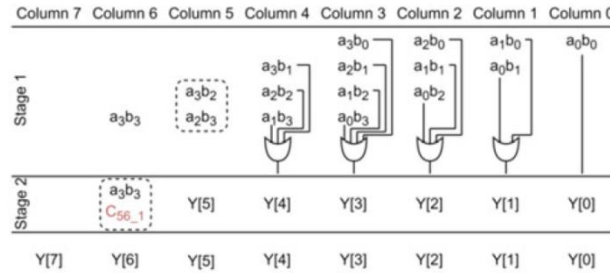 Column 7 Column 6 Column 5 Column 4 Column 3 Column 2 Column 1 Column 0
a₃b₀ a₂b₀ a₁b₀ a₀b₀
a₃b₁ a₂b₁ a₁b₁ a₀b₁
a₃b₂ a₂b₂ a₁b₂ a₀b₂
a₃b₃ a₂b₃ a₁b₃ a₀b₃
Stage 1
a₃b₃
C₅₆_₁ Y[5] Y[4] Y[3] Y[2] Y[1] Y[0]
Stage 2
Y[7] Y[6] Y[5] Y[4] Y[3] Y[2] Y[1] Y[0]